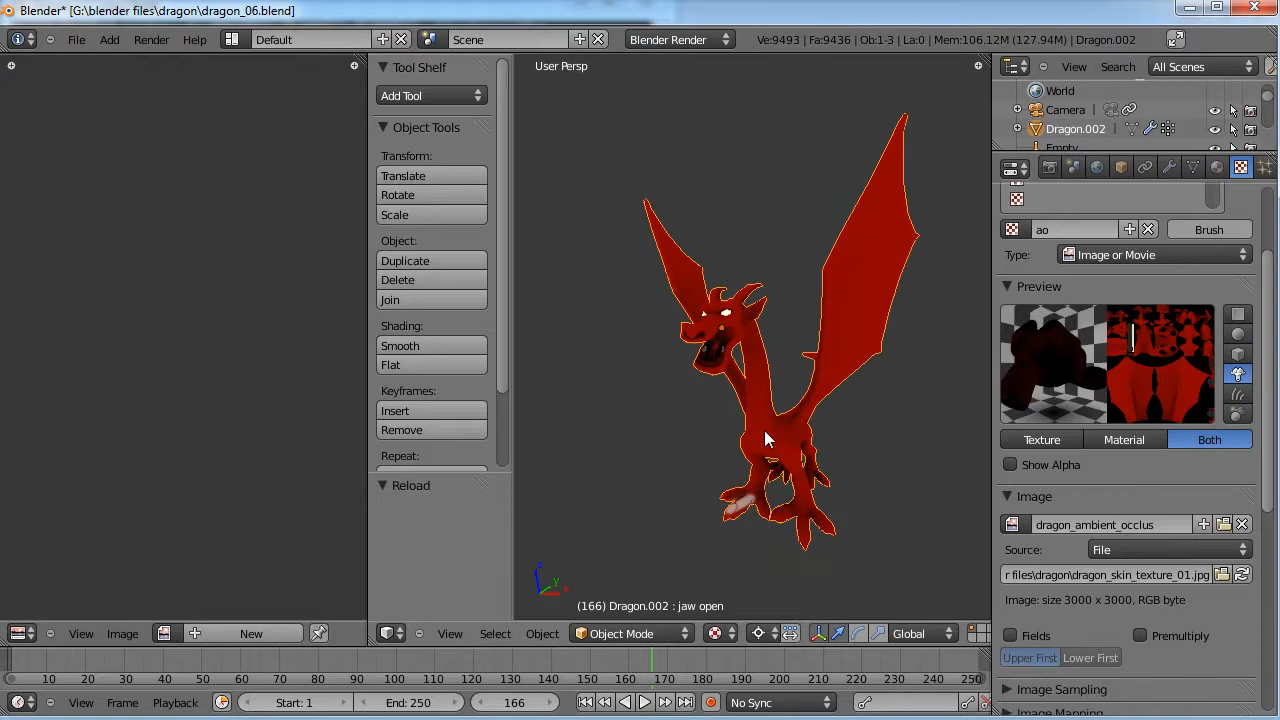 Blender* [G:\blender files\dragon\dragon_06.blend]
File Add Render Help Default Scene Blender Render Ve:9493 | Fa:9436 | Ob:1-3 | La:0 | Mem:106.12M (127.94M) | Dragon.002
Tool Shelf
Add Tool
Object Tools
Transform:
Translate
Rotate
Scale
Object:
Duplicate
Delete
Join
Shading:
Smooth
Flat
Keyframes:
Insert
Remove
Repeat:
Reload
User Persp
(166) Dragon.002 : jaw open
View Search All Scenes
World
Camera
Dragon.002
Empty
ao Brush
Type: Image or Movie
Preview
Texture Material Both
Show Alpha
Image
dragon_ambient_occlus
Source: File
r files\dragon\dragon_skin_texture_01.jpg
Image: size 3000 x 3000, RGB byte
Fields Premultiply
Upper First Lower First
Image Sampling
Image Mapping
View Image New View Select Object Object Mode Global
10 20 30 40 50 60 70 80 90 100 110 120 130 140 150 160 170 180 190 200 210 220 230 240 250
View Frame Playback Start: 1 End: 250 166 No Sync